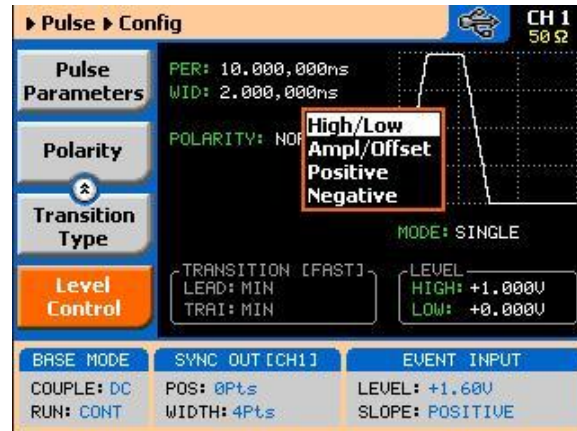 ▸ Pulse ▸ Config
CH 1
50 Ω
Pulse
Parameters
Polarity
Transition
Type
Level
Control
PER: 10.000,000ms
WID: 2.000,000ms
POLARITY: NOR
High/Low
Ampl/Offset
Positive
Negative
MODE: SINGLE
TRANSITION [FAST]
LEAD: MIN
TRAI: MIN
LEVEL
HIGH: +1.000V
LOW: +0.000V
BASE MODE
COUPLE: DC
RUN: CONT
SYNC OUT [CH1]
POS: 0Pts
WIDTH: 4Pts
EVENT INPUT
LEVEL: +1.60V
SLOPE: POSITIVE